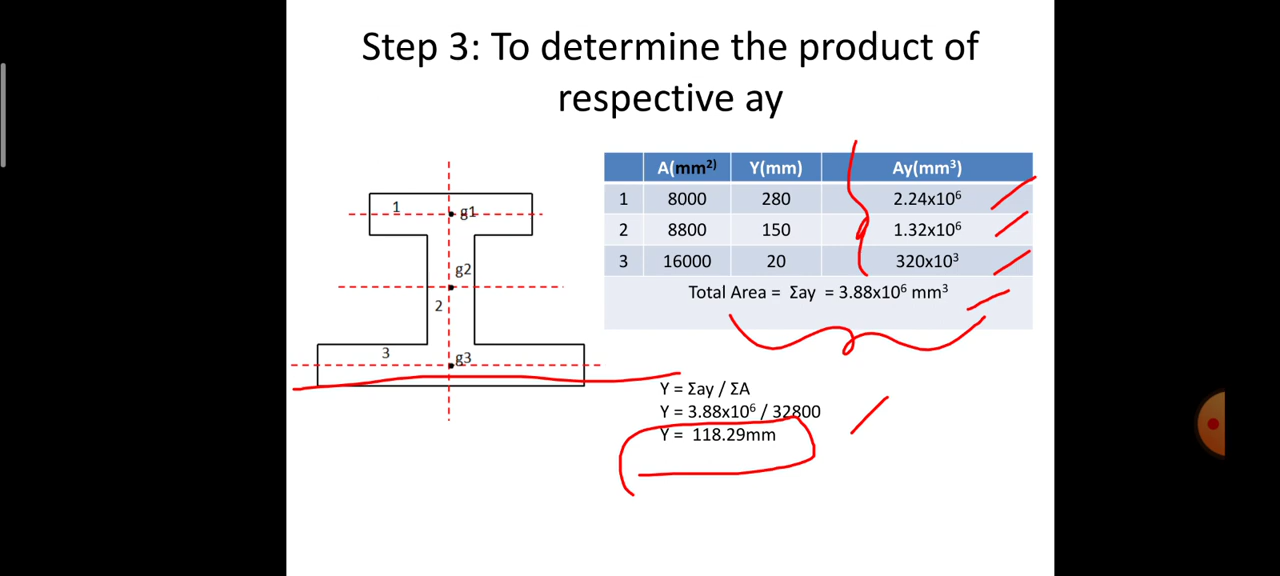 Step 3: To determine the product of
respective ay
A(mm²) Y(mm) Ay(mm³)
1 8000 280 2.24x10⁶
2 8800 150 1.32x10⁶
3 16000 20 320x10³
Total Area = Σay = 3.88x10⁶ mm³
1
g1
g2
2
3
g3
Y = Σay / ΣA
Y = 3.88x10⁶ / 32800
Y = 118.29mm